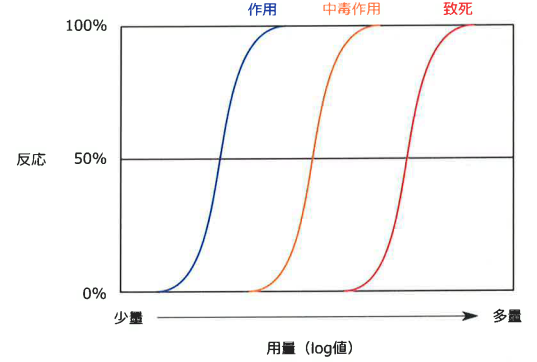 作用 中毒作用 致死
100%
反応 50%
0%
少量 多量
用量（log値）